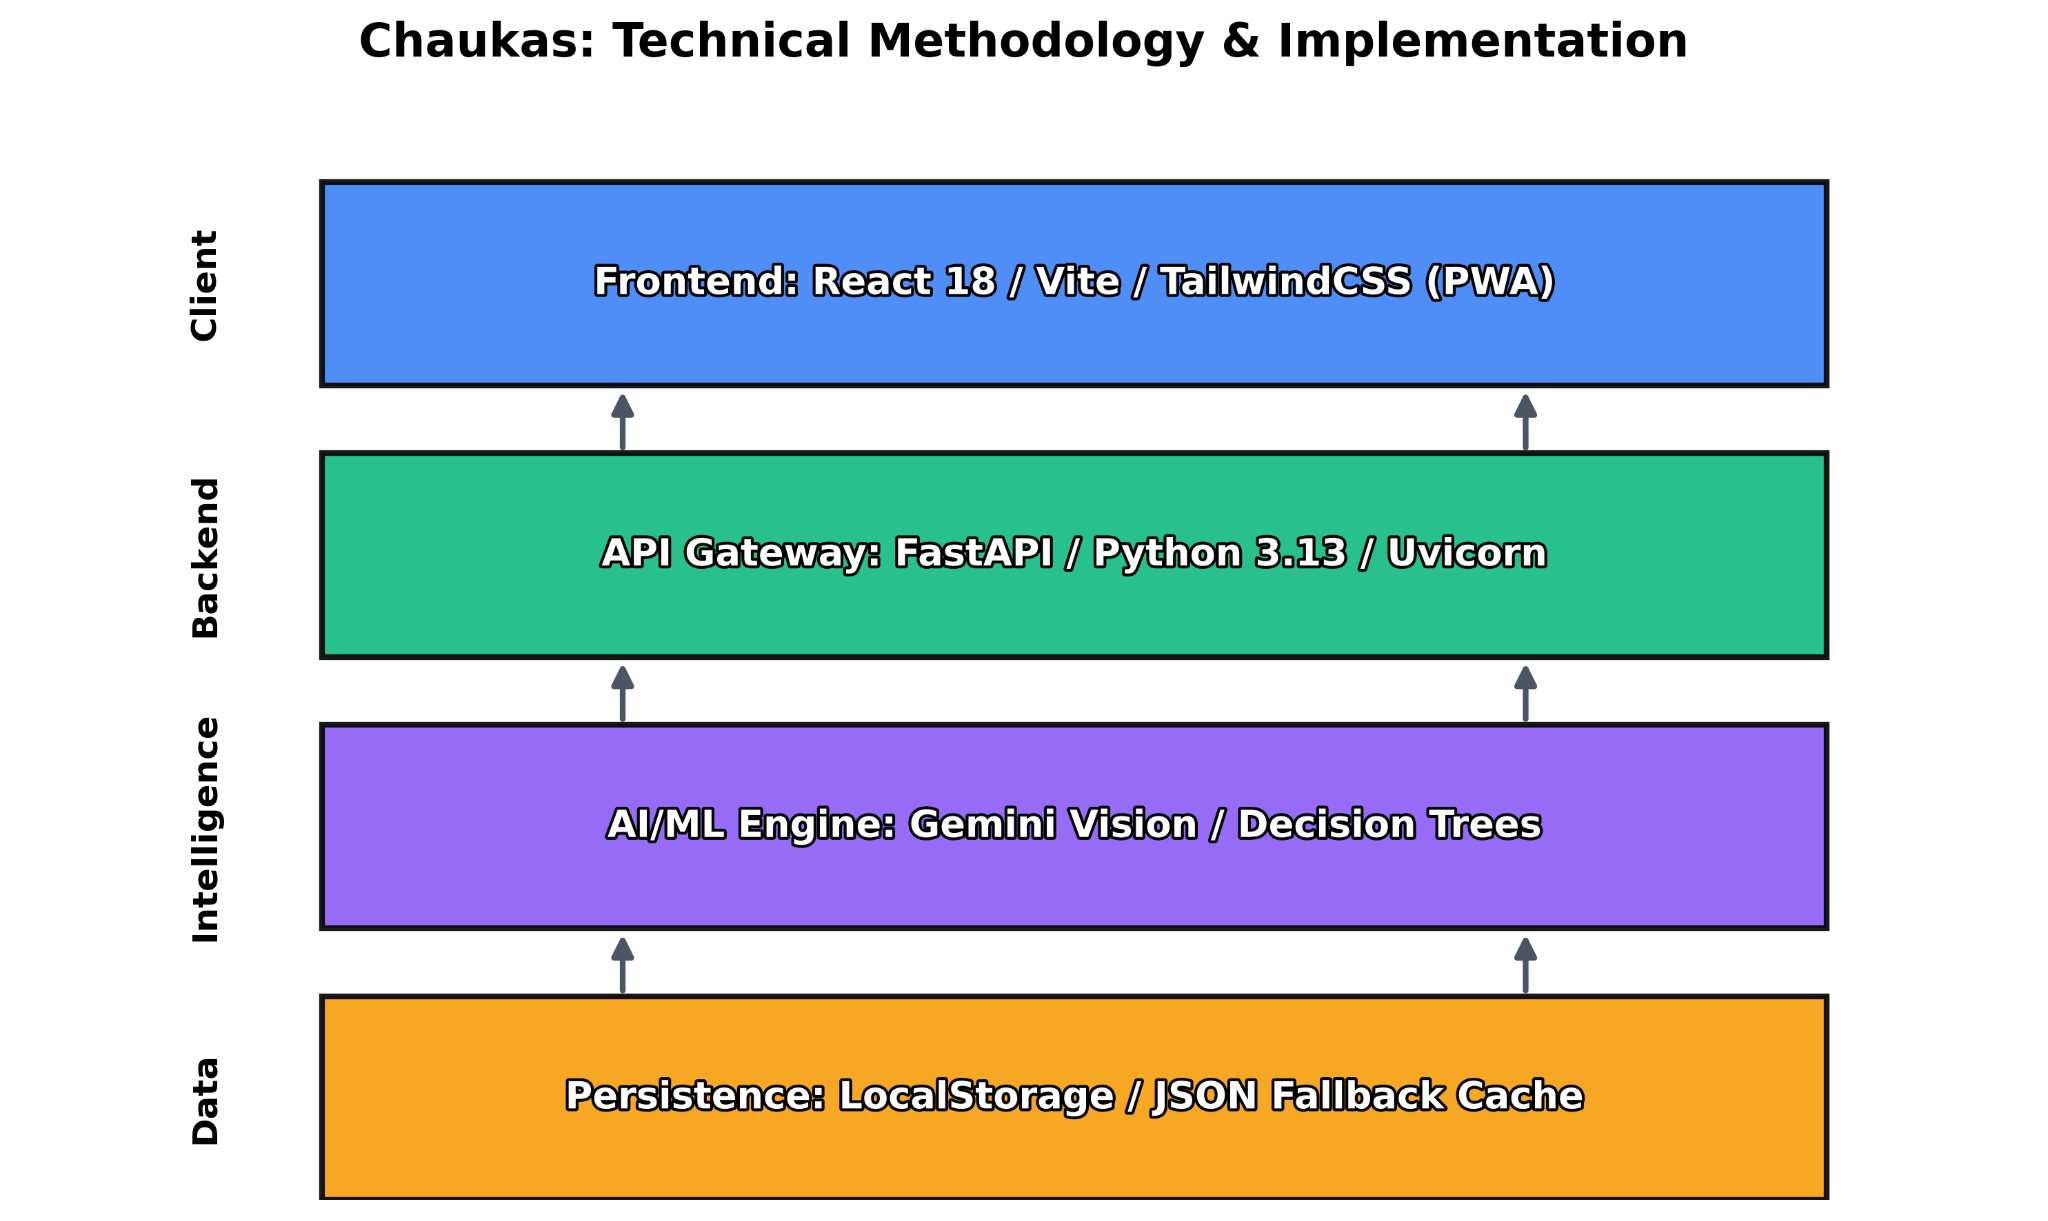 Chaukas: Technical Methodology & Implementation
Client
Frontend: React 18 / Vite / TailwindCSS (PWA)
Backend
API Gateway: FastAPI / Python 3.13 / Uvicorn
Intelligence
AI/ML Engine: Gemini Vision / Decision Trees
Data
Persistence: LocalStorage / JSON Fallback Cache